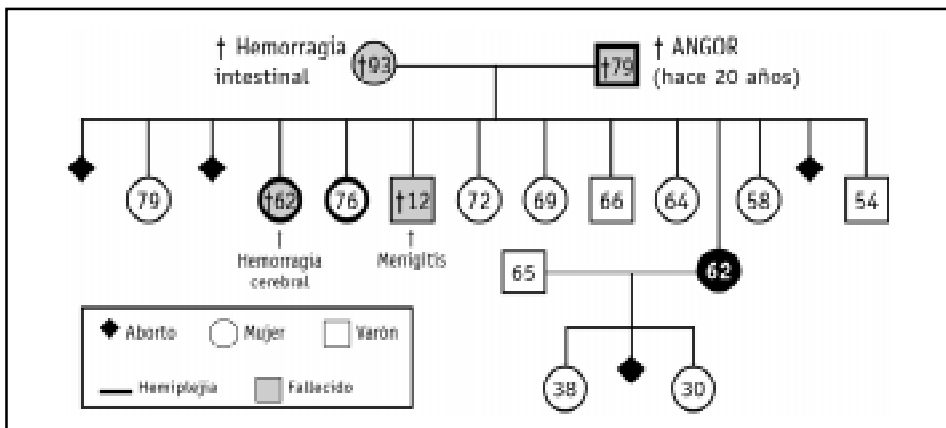 † Hemorragia
intestinal
†93
†79
† ANGOR
(hace 20 años)
79
†62
76
†12
72
69
66
64
58
54
†
Hemorragia
cerebral
†
Menigitis
65
62
Aborto
Mujer
Varón
Hemiplejia
Fallecido
38
30